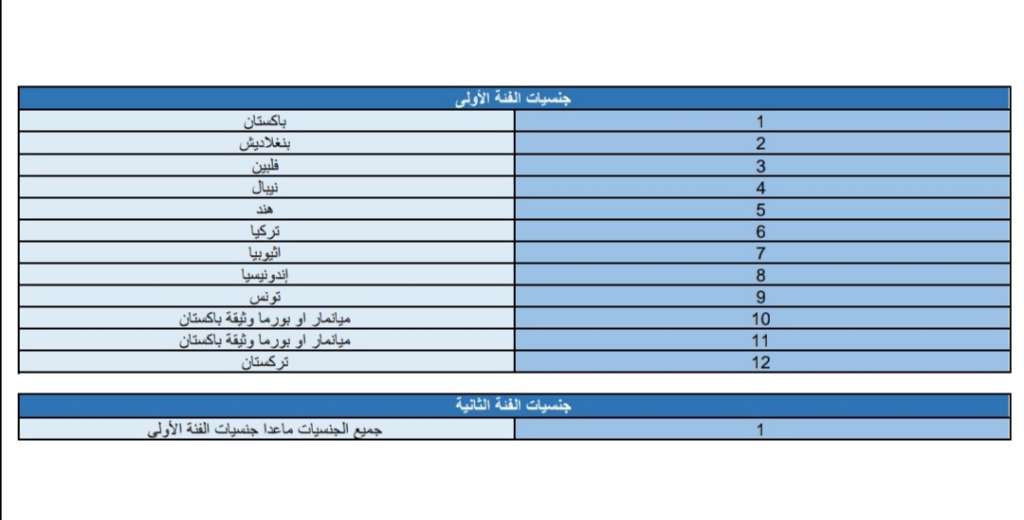 جنسيات الفئة الأولى
1 باكستان
2 بنغلاديش
3 فلبين
4 نيبال
5 هند
6 تركيا
7 اثيوبيا
8 إندونيسيا
9 تونس
10 ميانمار او بورما وثيقة باكستان
11 ميانمار او بورما وثيقة باكستان
12 تركستان
جنسيات الفئة الثانية
1 جميع الجنسيات ماعدا جنسيات الفئة الأولى